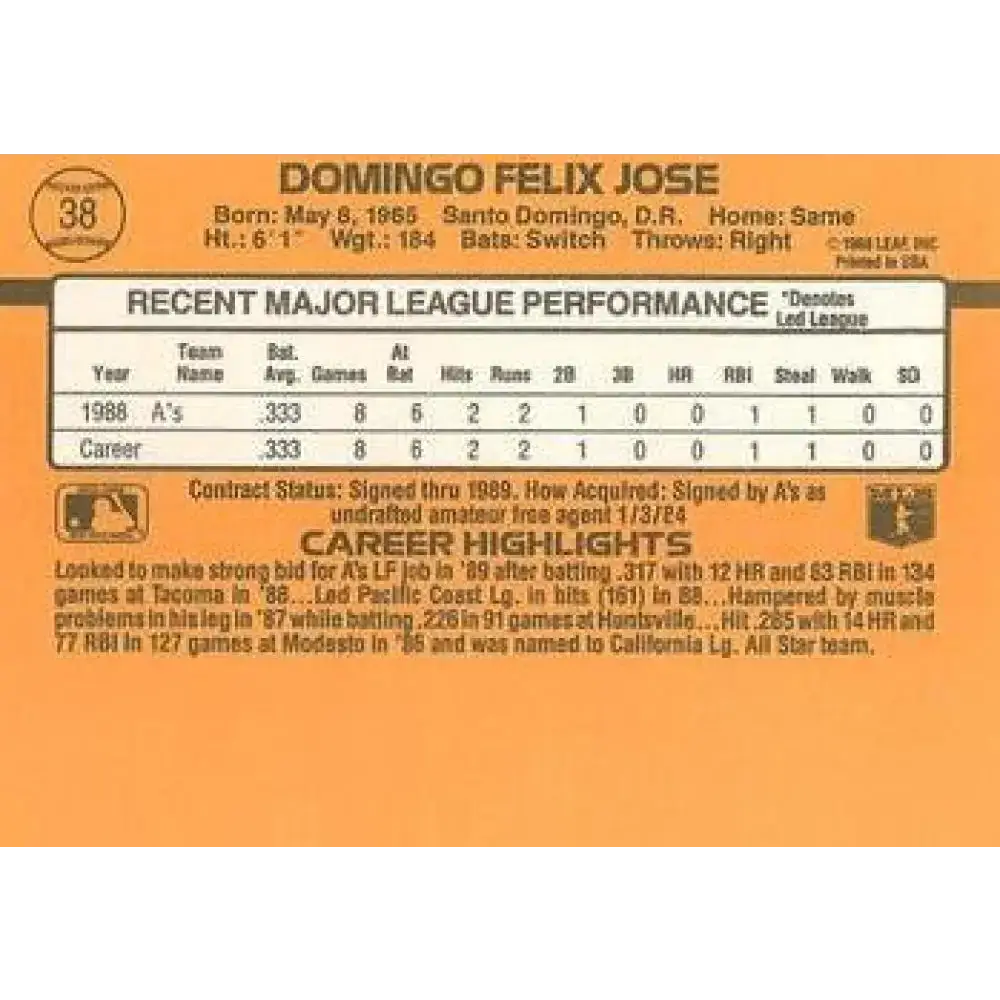 DOMINGO FELIX JOSE
38
Born: May 8, 1965 Santo Domingo, D.R. Home: Same
Ht.: 6'1" Wgt.: 184 Bats: Switch Throws: Right
© 1988 LEAF, INC.
Printed in USA
RECENT MAJOR LEAGUE PERFORMANCE *Denotes Led League
Year Team Name Bat. Avg. Games At Bat Hits Runs 2B 3B HR RBI Steal Walk SO
1988 A's .333 8 6 2 2 1 0 0 1 1 0 0
Career .333 8 6 2 2 1 0 0 1 1 0 0
Contract Status: Signed thru 1989. How Acquired: Signed by A's as
undrafted amateur free agent 1/3/84
CAREER HIGHLIGHTS
Looked to make strong bid for A's LF job in '89 after batting .317 with 12 HR and 83 RBI in 134
games at Tacoma in '88...Led Pacific Coast Lg. in hits (161) in 88...Hampered by muscle
problems in his leg in '87 while batting .226 in 91 games at Huntsville...Hit .285 with 14 HR and
77 RBI in 127 games at Modesto in '86 and was named to California Lg. All Star team.